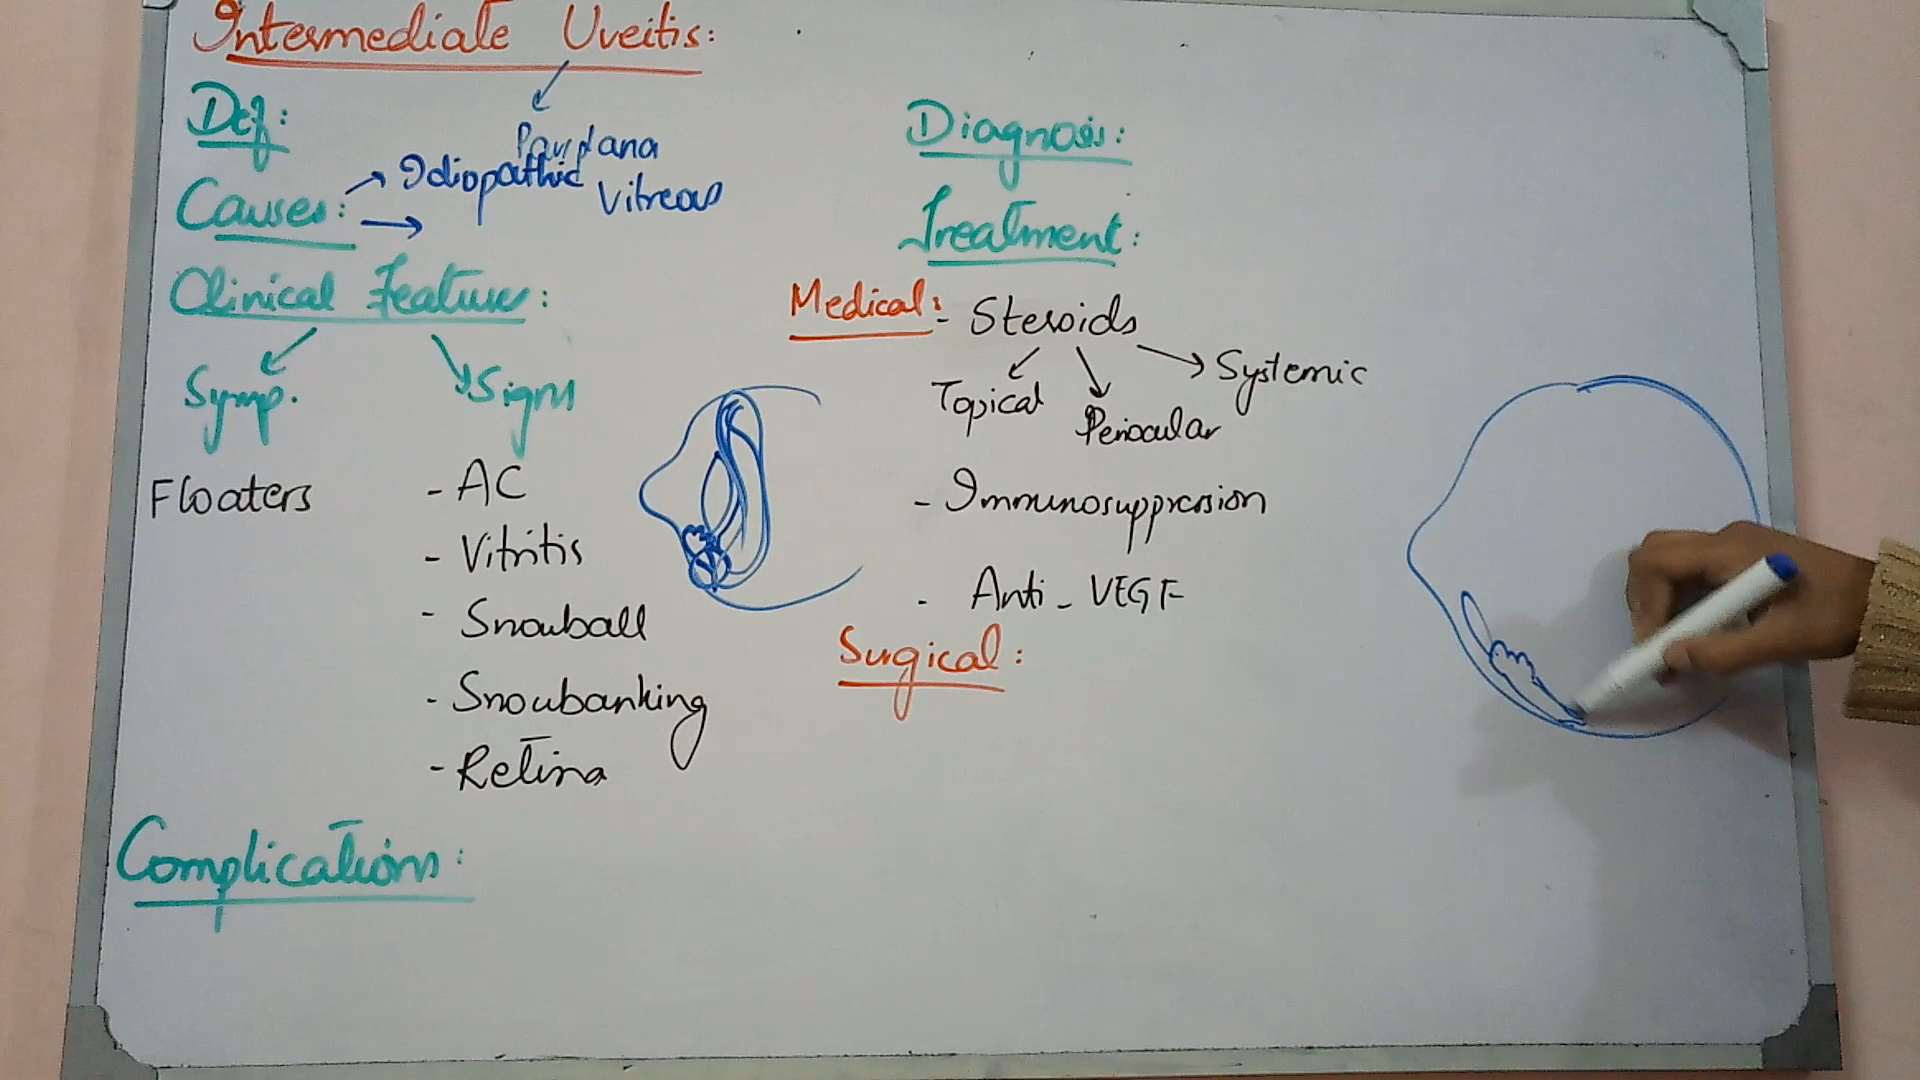 Intermediate Uveitis:
Def:
Pars plana
Vitreous
Causes:
Idiopathic
Clinical Features:
Symp.
Signs
Floaters
- AC
- Vitritis
- Snowball
- Snowbanking
- Retina
Complications:
Diagnosis:
Treatment:
Medical:
- Steroids
Topical
Periocular
Systemic
- Immunosuppression
- Anti-VEGF
Surgical: